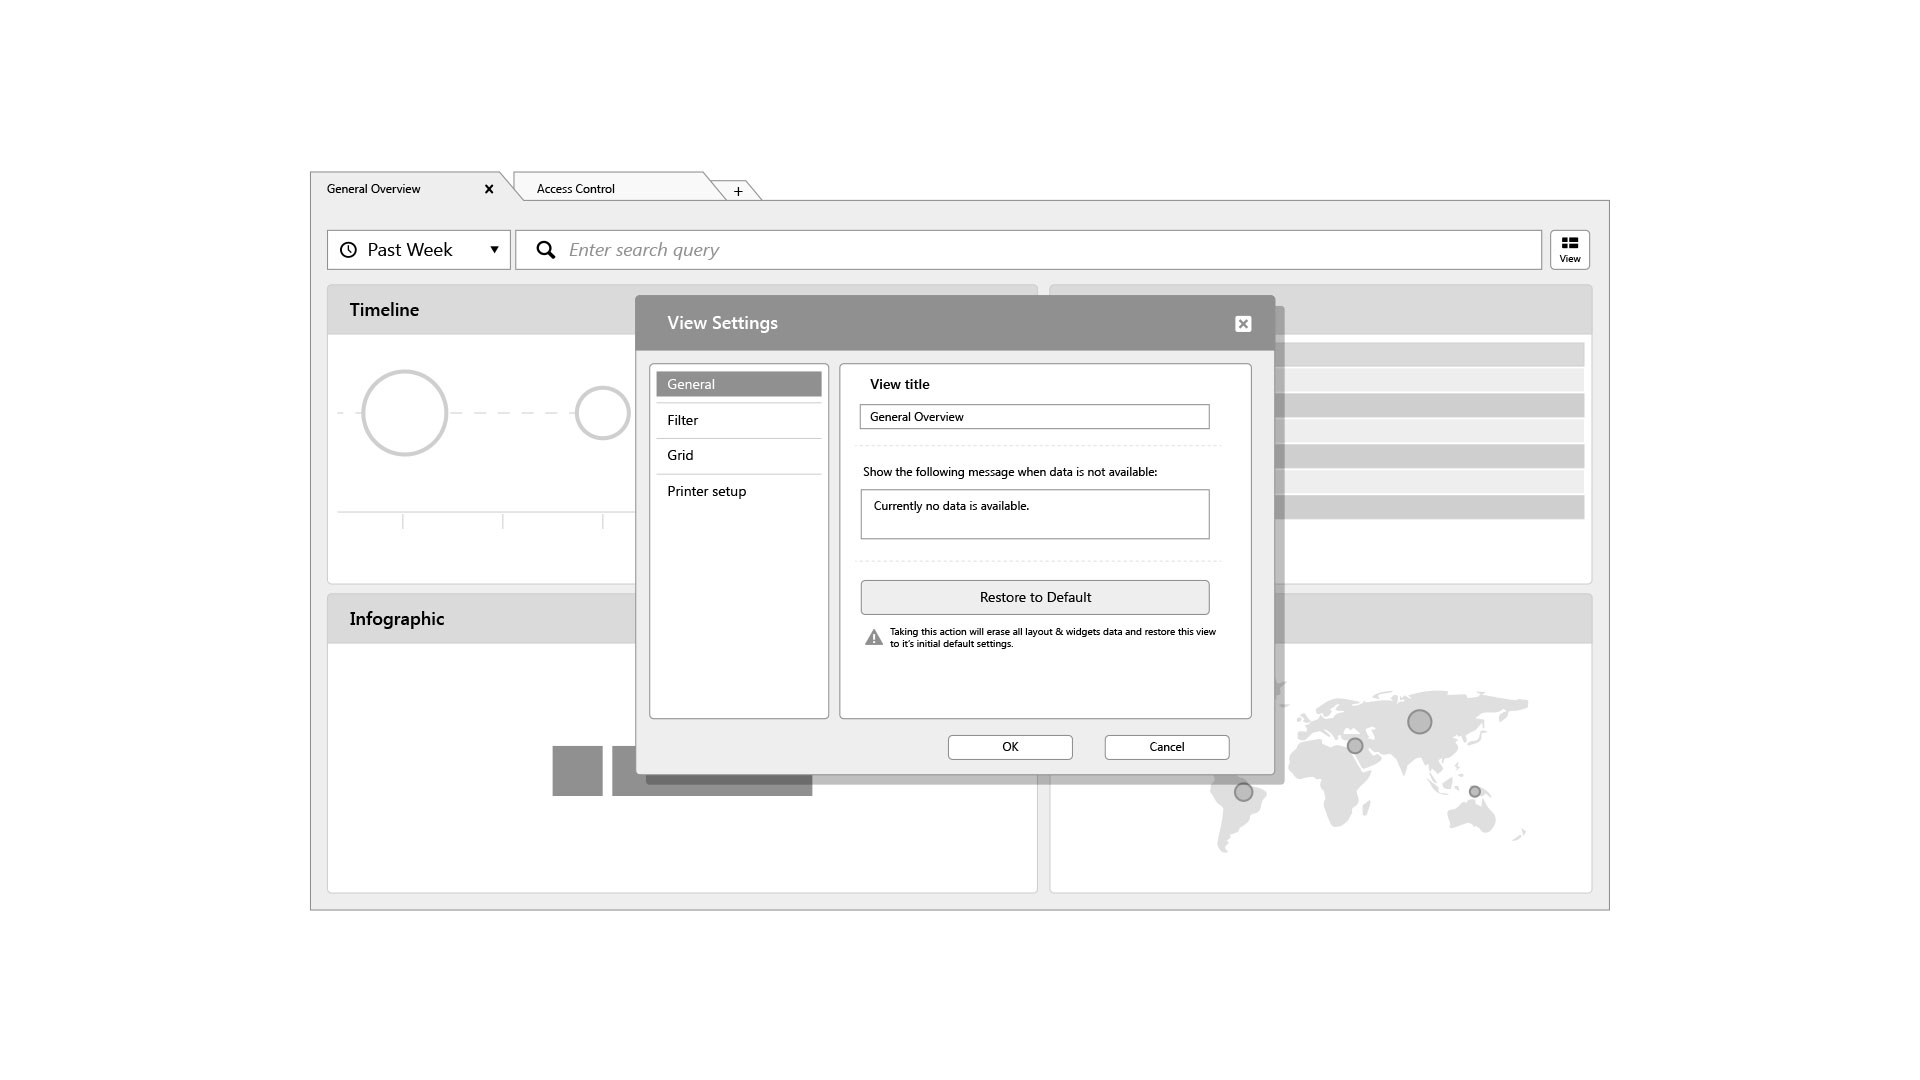 General Overview
Access Control
+
Past Week
Enter search query
View
Timeline
View Settings
General
Filter
Grid
Printer setup
View title
General Overview
Show the following message when data is not available:
Currently no data is available.
Restore to Default
Taking this action will erase all layout & widgets data and restore this view
to it's initial default settings.
OK
Cancel
Infographic